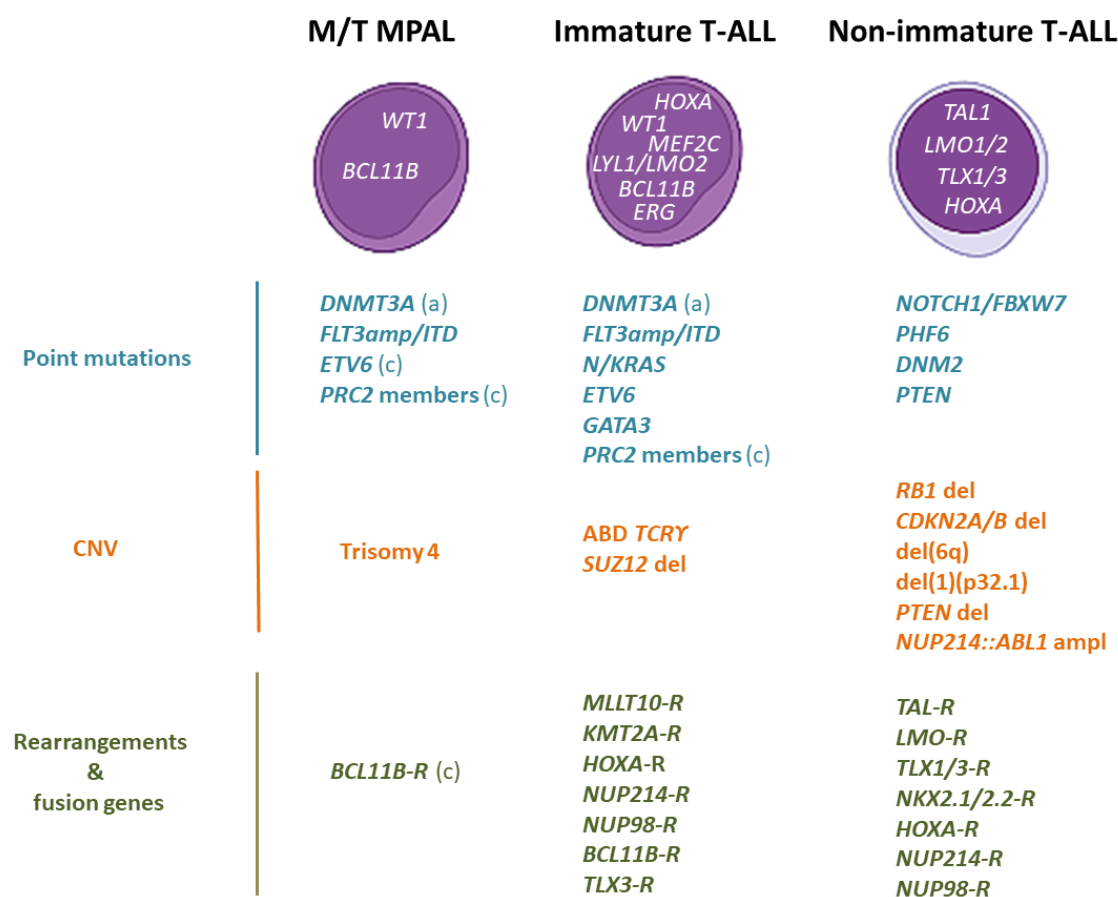 M/T MPAL
Immature T-ALL
Non-immature T-ALL
WT1
BCL11B
HOXA
WT1
MEF2C
LYL1/LMO2
BCL11B
ERG
TAL1
LMO1/2
TLX1/3
HOXA
Point mutations
DNMT3A (a)
FLT3amp/ITD
ETV6 (c)
PRC2 members (c)
DNMT3A (a)
FLT3amp/ITD
N/KRAS
ETV6
GATA3
PRC2 members (c)
NOTCH1/FBXW7
PHF6
DNM2
PTEN
CNV
Trisomy 4
ABD TCRϒ
SUZ12 del
RB1 del
CDKN2A/B del
del(6q)
del(1)(p32.1)
PTEN del
NUP214::ABL1 ampl
Rearrangements
&
fusion genes
BCL11B-R (c)
MLLT10-R
KMT2A-R
HOXA-R
NUP214-R
NUP98-R
BCL11B-R
TLX3-R
TAL-R
LMO-R
TLX1/3-R
NKX2.1/2.2-R
HOXA-R
NUP214-R
NUP98-R